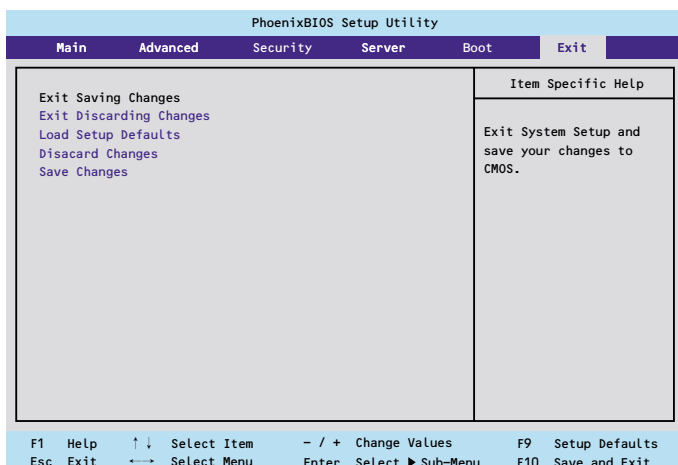 PhoenixBIOS Setup Utility
Main Advanced Security Server Boot Exit
Item Specific Help
Exit Saving Changes
Exit Discarding Changes
Load Setup Defaults
Disacard Changes
Save Changes
Exit System Setup and
save your changes to
CMOS.
F1 Help ↑↓ Select Item – / + Change Values F9 Setup Defaults
Esc Exit ←→ Select Menu Enter Select ▶ Sub–Menu F10 Save and Exit